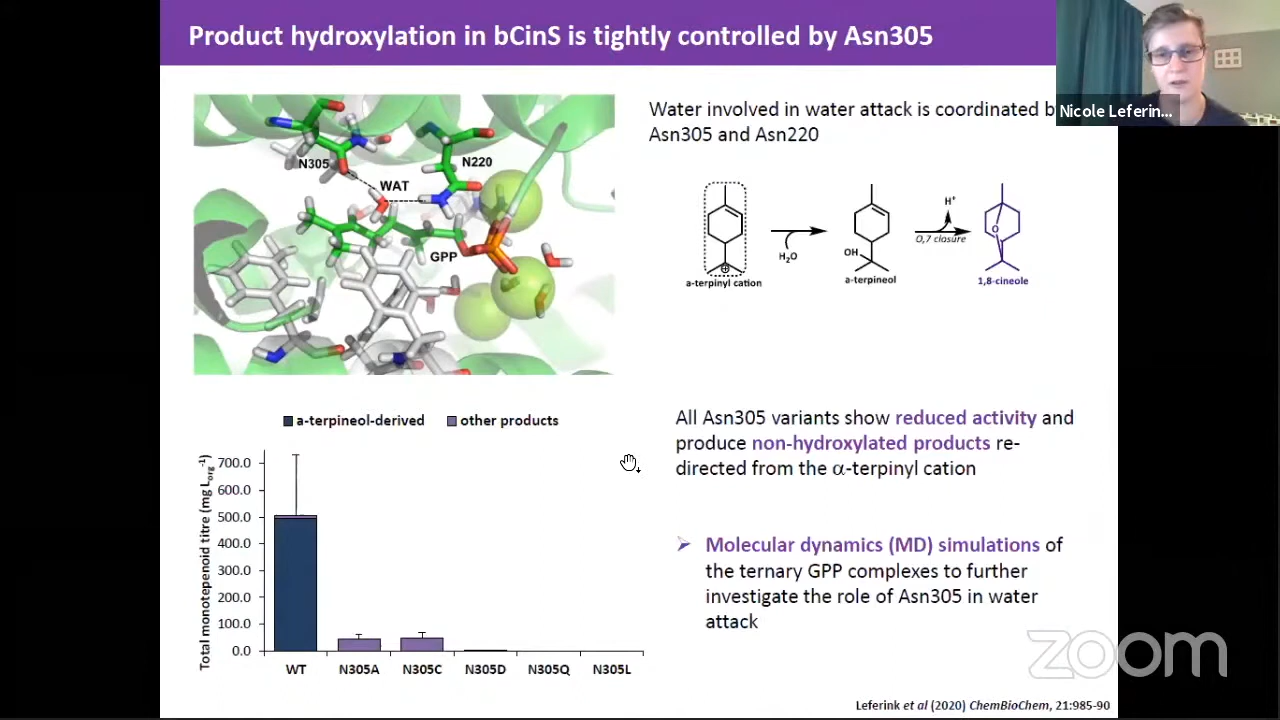 Product hydroxylation in bCinS is tightly controlled by Asn305
Nicole Leferin...
Water involved in water attack is coordinated b
Asn305 and Asn220
N305
N220
WAT
GPP
H⁺
O,7 closure
OH
H₂O
a-terpinyl cation
a-terpineol
O
1,8-cineole
a-terpineol-derived
other products
Total monotepenoid titre (mg Lorg⁻¹)
700.0
600.0
500.0
400.0
300.0
200.0
100.0
0.0
WT N305A N305C N305D N305Q N305L
All Asn305 variants show reduced activity and
produce non-hydroxylated products re-
directed from the α-terpinyl cation
➢ Molecular dynamics (MD) simulations of
the ternary GPP complexes to further
investigate the role of Asn305 in water
attack
zoom
Leferink et al (2020) ChemBioChem, 21:985-90